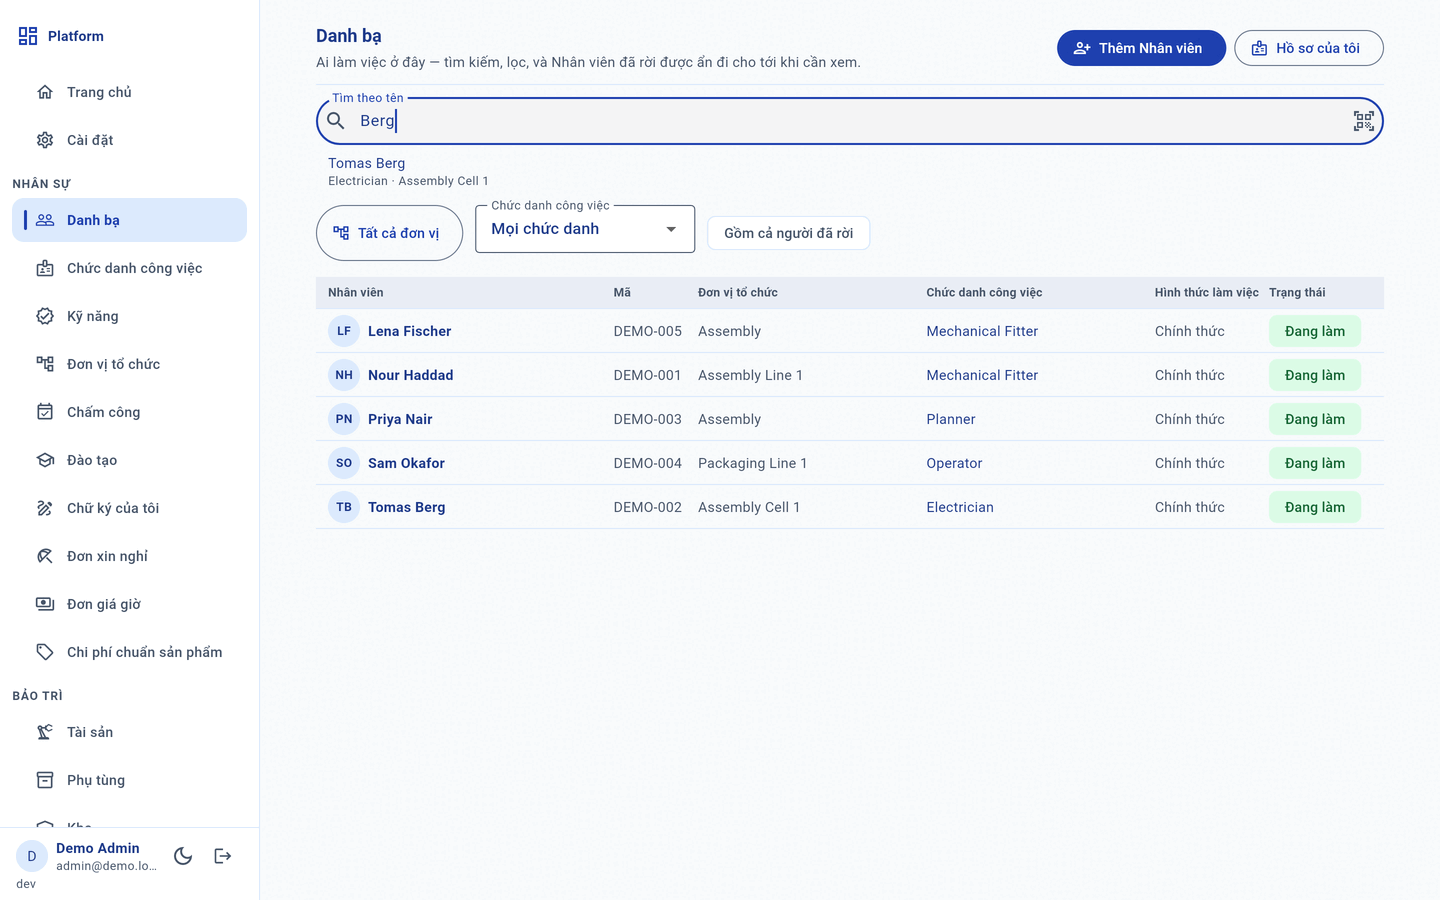 Platform
Trang chủ
Cài đặt
NHÂN SỰ
Danh bạ
Chức danh công việc
Kỹ năng
Đơn vị tổ chức
Chấm công
Đào tạo
Chữ ký của tôi
Đơn xin nghỉ
Đơn giá giờ
Chi phí chuẩn sản phẩm
BẢO TRÌ
Tài sản
Phụ tùng
Kho
D
Demo Admin
admin@demo.lo...
dev
Danh bạ
Ai làm việc ở đây — tìm kiếm, lọc, và Nhân viên đã rời được ẩn đi cho tới khi cần xem.
Thêm Nhân viên
Hồ sơ của tôi
Tìm theo tên
Berg
Tomas Berg
Electrician · Assembly Cell 1
Tất cả đơn vị
Chức danh công việc
Mọi chức danh
Gồm cả người đã rời
Nhân viên Mã Đơn vị tổ chức Chức danh công việc Hình thức làm việc Trạng thái
LF Lena Fischer DEMO-005 Assembly Mechanical Fitter Chính thức Đang làm
NH Nour Haddad DEMO-001 Assembly Line 1 Mechanical Fitter Chính thức Đang làm
PN Priya Nair DEMO-003 Assembly Planner Chính thức Đang làm
SO Sam Okafor DEMO-004 Packaging Line 1 Operator Chính thức Đang làm
TB Tomas Berg DEMO-002 Assembly Cell 1 Electrician Chính thức Đang làm